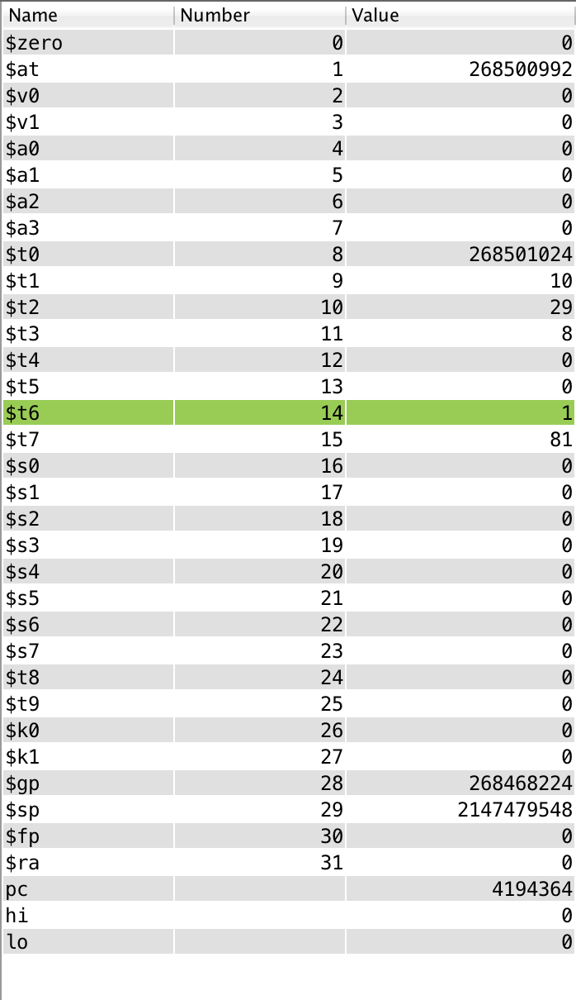 Name Number Value
$zero 0 0
$at 1 268500992
$v0 2 0
$v1 3 0
$a0 4 0
$a1 5 0
$a2 6 0
$a3 7 0
$t0 8 268501024
$t1 9 10
$t2 10 29
$t3 11 8
$t4 12 0
$t5 13 0
$t6 14 1
$t7 15 81
$s0 16 0
$s1 17 0
$s2 18 0
$s3 19 0
$s4 20 0
$s5 21 0
$s6 22 0
$s7 23 0
$t8 24 0
$t9 25 0
$k0 26 0
$k1 27 0
$gp 28 268468224
$sp 29 2147479548
$fp 30 0
$ra 31 0
pc 4194364
hi 0
lo 0